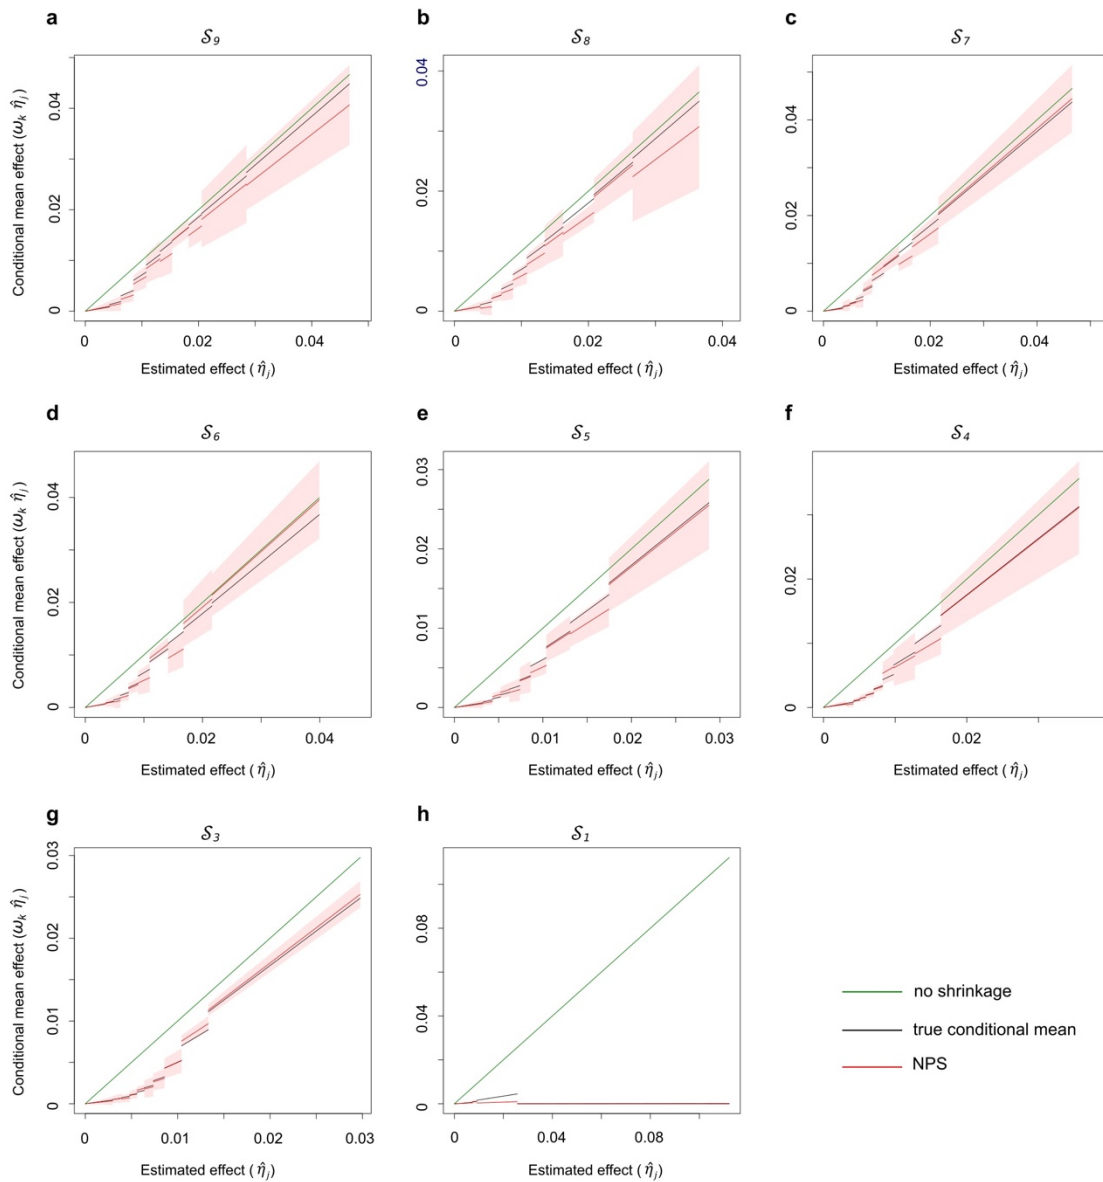 a
S9
Conditional mean effect (ωk η̂j)
0.04
0.02
0
0 0.02 0.04
Estimated effect ( η̂j)
b
S8
0.04
0.02
0
0 0.02 0.04
Estimated effect ( η̂j)
c
S7
0.04
0.02
0
0 0.02 0.04
Estimated effect ( η̂j)
d
S6
Conditional mean effect (ωk η̂j)
0.04
0.02
0
0 0.02 0.04
Estimated effect ( η̂j)
e
S5
0.03
0.02
0.01
0
0 0.01 0.02 0.03
Estimated effect ( η̂j)
f
S4
0.02
0
0 0.02
Estimated effect ( η̂j)
g
S3
Conditional mean effect (ωk η̂j)
0.03
0.02
0.01
0
0 0.01 0.02 0.03
Estimated effect ( η̂j)
h
S1
0.08
0.04
0
0 0.04 0.08
Estimated effect ( η̂j)
no shrinkage
true conditional mean
NPS